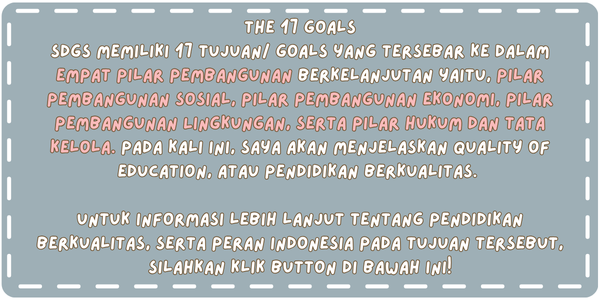 THE 17 GOALS
SDGS MEMILIKI 17 TUJUAN/ GOALS YANG TERSEBAR KE DALAM
EMPAT PILAR PEMBANGUNAN BERKELANJUTAN YAITU, PILAR
PEMBANGUNAN SOSIAL, PILAR PEMBANGUNAN EKONOMI, PILAR
PEMBANGUNAN LINGKUNGAN, SERTA PILAR HUKUM DAN TATA
KELOLA. PADA KALI INI, SAYA AKAN MENJELASKAN QUALITY OF
EDUCATION, ATAU PENDIDIKAN BERKUALITAS.
UNTUK INFORMASI LEBIH LANJUT TENTANG PENDIDIKAN
BERKUALITAS, SERTA PERAN INDONESIA PADA TUJUAN TERSEBUT,
SILAHKAN KLIK BUTTON DI BAWAH INI!